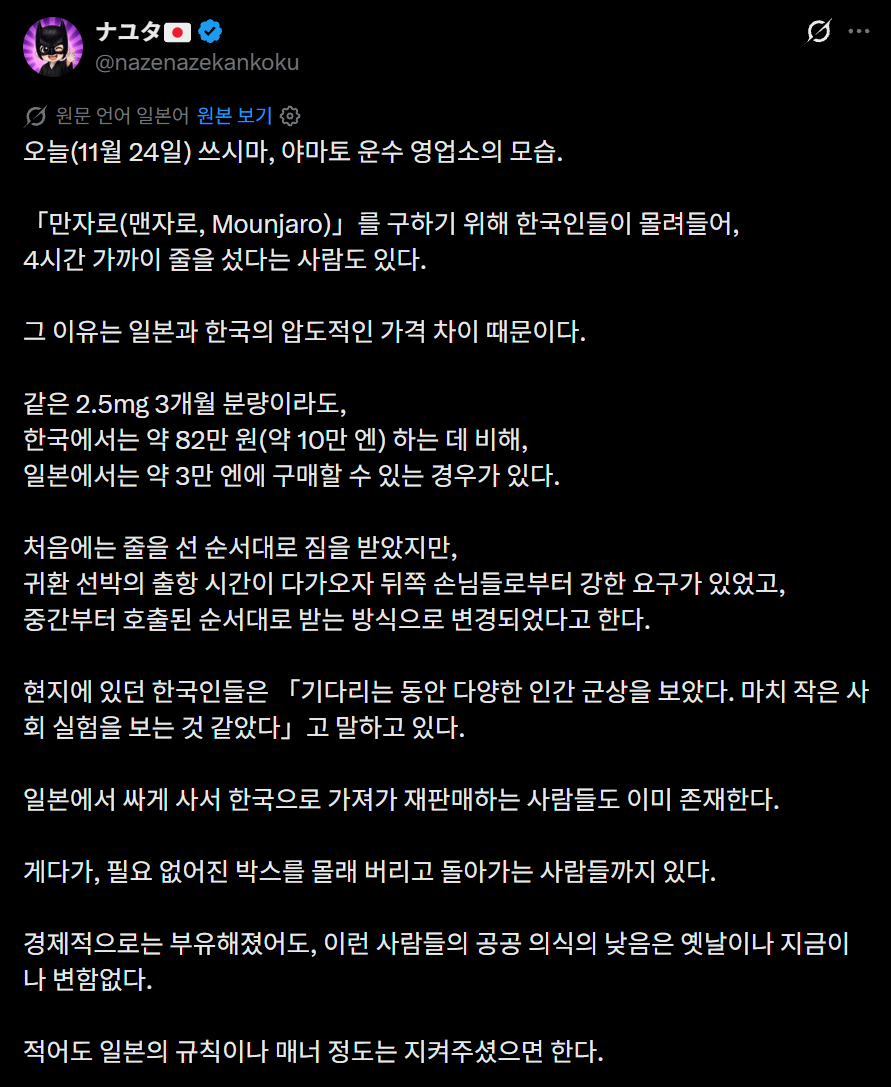 ナユタ🇯🇵
@nazenazekankoku
원문 언어 일본어 원본 보기
오늘(11월 24일) 쓰시마, 야마토 운수 영업소의 모습.
「만자로(맨자로, Mounjaro)」를 구하기 위해 한국인들이 몰려들어,
4시간 가까이 줄을 섰다는 사람도 있다.
그 이유는 일본과 한국의 압도적인 가격 차이 때문이다.
같은 2.5mg 3개월 분량이라도,
한국에서는 약 82만 원(약 10만 엔) 하는 데 비해,
일본에서는 약 3만 엔에 구매할 수 있는 경우가 있다.
처음에는 줄을 선 순서대로 짐을 받았지만,
귀환 선박의 출항 시간이 다가오자 뒤쪽 손님들로부터 강한 요구가 있었고,
중간부터 호출된 순서대로 받는 방식으로 변경되었다고 한다.
현지에 있던 한국인들은 「기다리는 동안 다양한 인간 군상을 보았다. 마치 작은 사
회 실험을 보는 것 같았다」고 말하고 있다.
일본에서 싸게 사서 한국으로 가져가 재판매하는 사람들도 이미 존재한다.
게다가, 필요 없어진 박스를 몰래 버리고 돌아가는 사람들까지 있다.
경제적으로는 부유해졌어도, 이런 사람들의 공공 의식의 낮음은 옛날이나 지금이
나 변함없다.
적어도 일본의 규칙이나 매너 정도는 지켜주셨으면 한다.